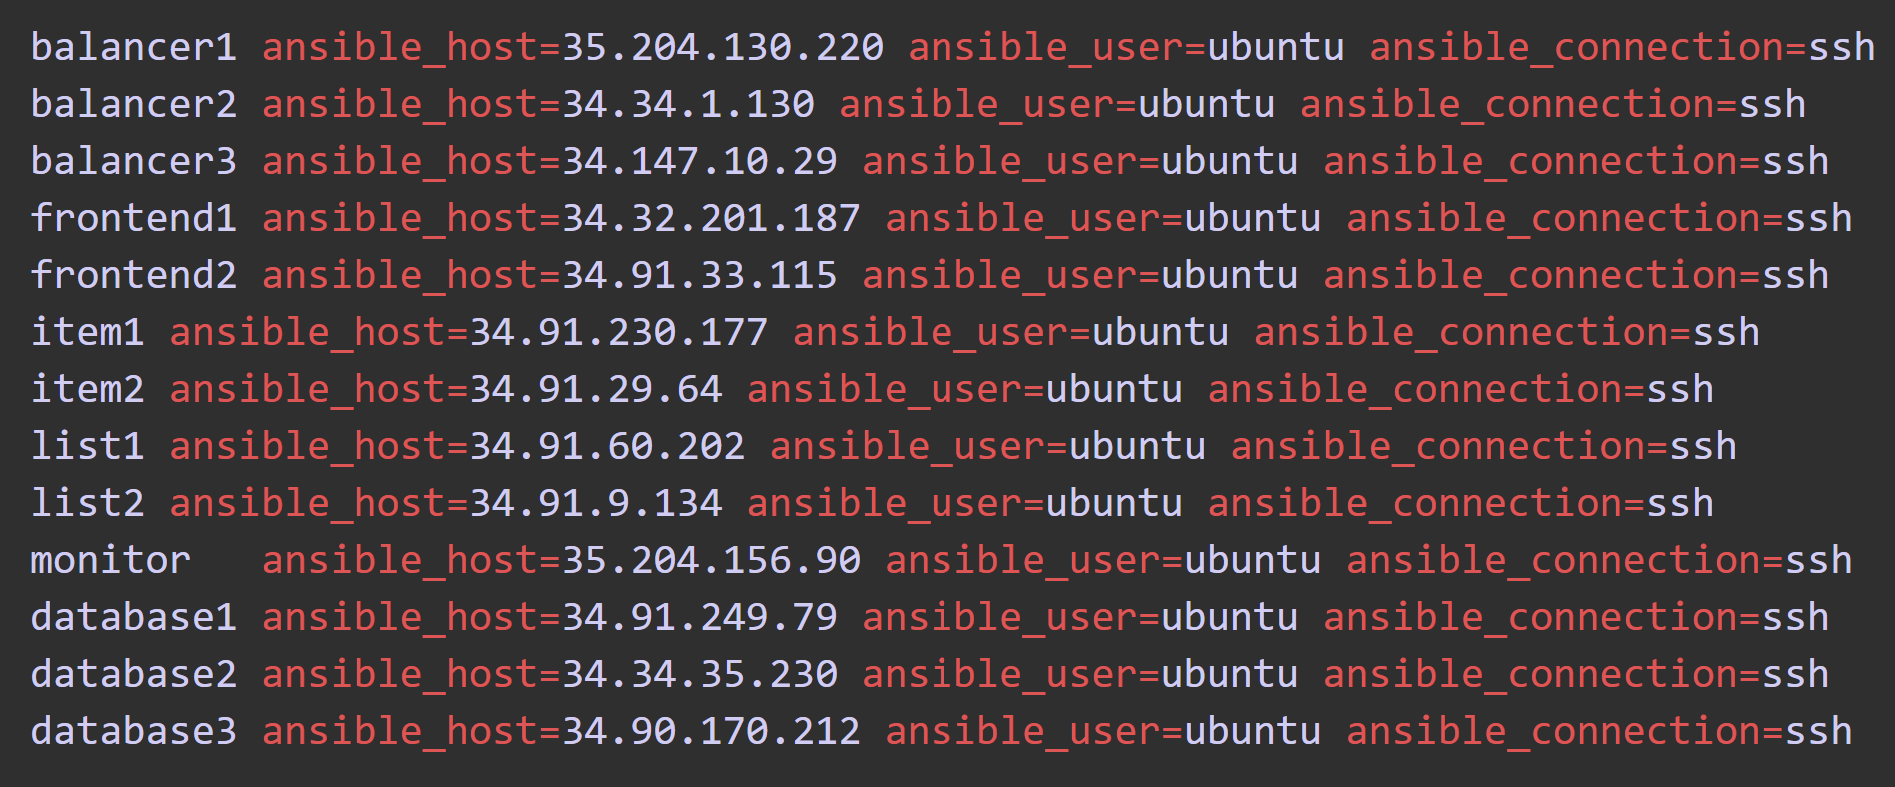 balancer1 ansible_host=35.204.130.220 ansible_user=ubuntu ansible_connection=ssh
balancer2 ansible_host=34.34.1.130 ansible_user=ubuntu ansible_connection=ssh
balancer3 ansible_host=34.147.10.29 ansible_user=ubuntu ansible_connection=ssh
frontend1 ansible_host=34.32.201.187 ansible_user=ubuntu ansible_connection=ssh
frontend2 ansible_host=34.91.33.115 ansible_user=ubuntu ansible_connection=ssh
item1 ansible_host=34.91.230.177 ansible_user=ubuntu ansible_connection=ssh
item2 ansible_host=34.91.29.64 ansible_user=ubuntu ansible_connection=ssh
list1 ansible_host=34.91.60.202 ansible_user=ubuntu ansible_connection=ssh
list2 ansible_host=34.91.9.134 ansible_user=ubuntu ansible_connection=ssh
monitor   ansible_host=35.204.156.90 ansible_user=ubuntu ansible_connection=ssh
database1 ansible_host=34.91.249.79 ansible_user=ubuntu ansible_connection=ssh
database2 ansible_host=34.34.35.230 ansible_user=ubuntu ansible_connection=ssh
database3 ansible_host=34.90.170.212 ansible_user=ubuntu ansible_connection=ssh